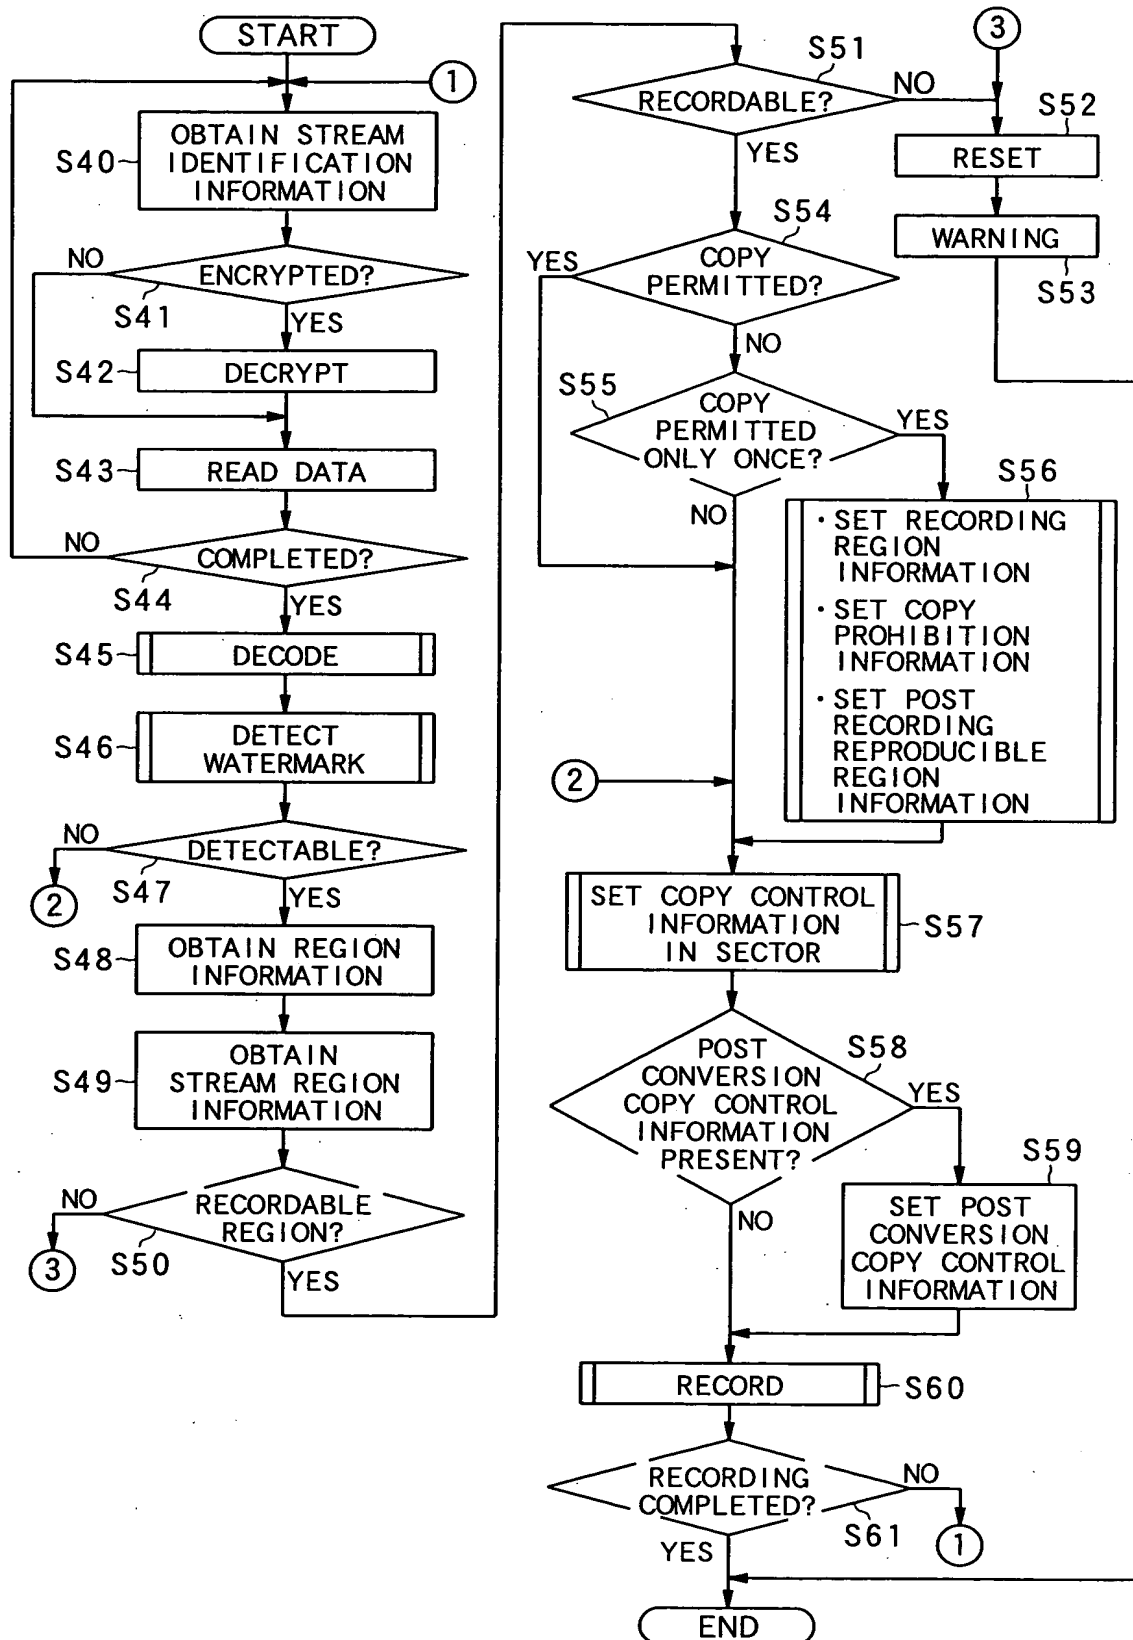 START
1
S40
OBTAIN STREAM
IDENTIFICATION
INFORMATION
NO
ENCRYPTED?
S41
YES
S42
DECRYPT
S43
READ DATA
NO
COMPLETED?
S44
YES
S45
DECODE
S46
DETECT
WATERMARK
NO
DETECTABLE?
S47
2
YES
S48
OBTAIN REGION
INFORMATION
S49
OBTAIN
STREAM REGION
INFORMATION
NO
RECORDABLE
REGION?
3
S50
YES
S51
RECORDABLE?
NO
YES
3
S52
RESET
WARNING
S53
S54
YES
COPY
PERMITTED?
NO
S55
COPY
PERMITTED
ONLY ONCE?
YES
NO
S56
・SET RECORDING
REGION
INFORMATION
・SET COPY
PROHIBITION
INFORMATION
・SET POST
RECORDING
REPRODUCIBLE
REGION
INFORMATION
2
SET COPY CONTROL
INFORMATION
IN SECTOR
S57
POST
CONVERSION
COPY CONTROL
INFORMATION
PRESENT?
S58
YES
NO
S59
SET POST
CONVERSION
COPY CONTROL
INFORMATION
RECORD
S60
RECORDING
COMPLETED?
NO
S61
1
YES
END